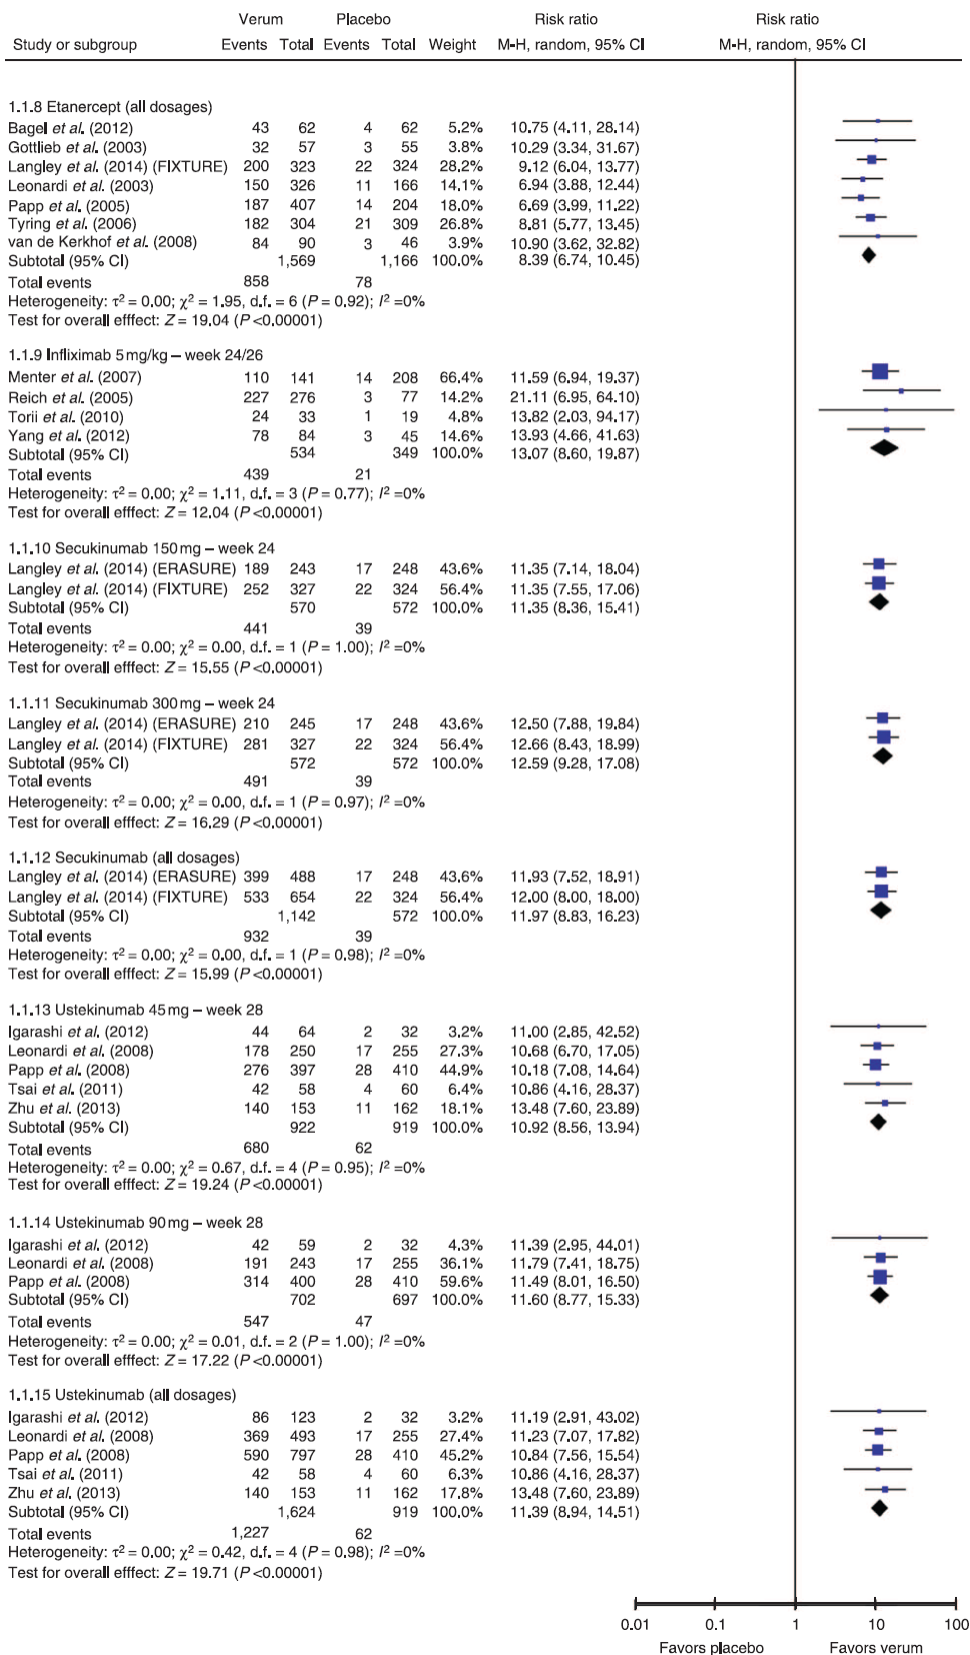 Verum Placebo Risk ratio Risk ratio
Study or subgroup Events Total Events Total Weight M-H, random, 95% CI M-H, random, 95% CI
1.1.8 Etanercept (all dosages)
Bagel et al. (2012) 43 62 4 62 5.2% 10.75 (4.11, 28.14)
Gottlieb et al. (2003) 32 57 3 55 3.8% 10.29 (3.34, 31.67)
Langley et al. (2014) (FIXTURE) 200 323 22 324 28.2% 9.12 (6.04, 13.77)
Leonardi et al. (2003) 150 326 11 166 14.1% 6.94 (3.88, 12.44)
Papp et al. (2005) 187 407 14 204 18.0% 6.69 (3.99, 11.22)
Tyring et al. (2006) 182 304 21 309 26.8% 8.81 (5.77, 13.45)
van de Kerkhof et al. (2008) 84 90 3 46 3.9% 10.90 (3.62, 32.82)
Subtotal (95% CI) 1,569 1,166 100.0% 8.39 (6.74, 10.45)
Total events 858 78
Heterogeneity: τ² = 0.00; χ² = 1.95, d.f. = 6 (P = 0.92); I² =0%
Test for overall efffect: Z = 19.04 (P <0.00001)
1.1.9 Infliximab 5 mg/kg – week 24/26
Menter et al. (2007) 110 141 14 208 66.4% 11.59 (6.94, 19.37)
Reich et al. (2005) 227 276 3 77 14.2% 21.11 (6.95, 64.10)
Torii et al. (2010) 24 33 1 19 4.8% 13.82 (2.03, 94.17)
Yang et al. (2012) 78 84 3 45 14.6% 13.93 (4.66, 41.63)
Subtotal (95% CI) 534 349 100.0% 13.07 (8.60, 19.87)
Total events 439 21
Heterogeneity: τ² = 0.00; χ² = 1.11, d.f. = 3 (P = 0.77); I² =0%
Test for overall efffect: Z = 12.04 (P <0.00001)
1.1.10 Secukinumab 150 mg – week 24
Langley et al. (2014) (ERASURE) 189 243 17 248 43.6% 11.35 (7.14, 18.04)
Langley et al. (2014) (FIXTURE) 252 327 22 324 56.4% 11.35 (7.55, 17.06)
Subtotal (95% CI) 570 572 100.0% 11.35 (8.36, 15.41)
Total events 441 39
Heterogeneity: τ² = 0.00; χ² = 0.00, d.f. = 1 (P = 1.00); I² =0%
Test for overall efffect: Z = 15.55 (P <0.00001)
1.1.11 Secukinumab 300 mg – week 24
Langley et al. (2014) (ERASURE) 210 245 17 248 43.6% 12.50 (7.88, 19.84)
Langley et al. (2014) (FIXTURE) 281 327 22 324 56.4% 12.66 (8.43, 18.99)
Subtotal (95% CI) 572 572 100.0% 12.59 (9.28, 17.08)
Total events 491 39
Heterogeneity: τ² = 0.00; χ² = 0.00, d.f. = 1 (P = 0.97); I² =0%
Test for overall efffect: Z = 16.29 (P <0.00001)
1.1.12 Secukinumab (all dosages)
Langley et al. (2014) (ERASURE) 399 488 17 248 43.6% 11.93 (7.52, 18.91)
Langley et al. (2014) (FIXTURE) 533 654 22 324 56.4% 12.00 (8.00, 18.00)
Subtotal (95% CI) 1,142 572 100.0% 11.97 (8.83, 16.23)
Total events 932 39
Heterogeneity: τ² = 0.00; χ² = 0.00, d.f. = 1 (P = 0.98); I² =0%
Test for overall efffect: Z = 15.99 (P <0.00001)
1.1.13 Ustekinumab 45 mg – week 28
Igarashi et al. (2012) 44 64 2 32 3.2% 11.00 (2.85, 42.52)
Leonardi et al. (2008) 178 250 17 255 27.3% 10.68 (6.70, 17.05)
Papp et al. (2008) 276 397 28 410 44.9% 10.18 (7.08, 14.64)
Tsai et al. (2011) 42 58 4 60 6.4% 10.86 (4.16, 28.37)
Zhu et al. (2013) 140 153 11 162 18.1% 13.48 (7.60, 23.89)
Subtotal (95% CI) 922 919 100.0% 10.92 (8.56, 13.94)
Total events 680 62
Heterogeneity: τ² = 0.00; χ² = 0.67, d.f. = 4 (P = 0.95); I² =0%
Test for overall efffect: Z = 19.24 (P <0.00001)
1.1.14 Ustekinumab 90 mg – week 28
Igarashi et al. (2012) 42 59 2 32 4.3% 11.39 (2.95, 44.01)
Leonardi et al. (2008) 191 243 17 255 36.1% 11.79 (7.41, 18.75)
Papp et al. (2008) 314 400 28 410 59.6% 11.49 (8.01, 16.50)
Subtotal (95% CI) 702 697 100.0% 11.60 (8.77, 15.33)
Total events 547 47
Heterogeneity: τ² = 0.00; χ² = 0.01, d.f. = 2 (P = 1.00); I² =0%
Test for overall efffect: Z = 17.22 (P <0.00001)
1.1.15 Ustekinumab (all dosages)
Igarashi et al. (2012) 86 123 2 32 3.2% 11.19 (2.91, 43.02)
Leonardi et al. (2008) 369 493 17 255 27.4% 11.23 (7.07, 17.82)
Papp et al. (2008) 590 797 28 410 45.2% 10.84 (7.56, 15.54)
Tsai et al. (2011) 42 58 4 60 6.3% 10.86 (4.16, 28.37)
Zhu et al. (2013) 140 153 11 162 17.8% 13.48 (7.60, 23.89)
Subtotal (95% CI) 1,624 919 100.0% 11.39 (8.94, 14.51)
Total events 1,227 62
Heterogeneity: τ² = 0.00; χ² = 0.42, d.f. = 4 (P = 0.98); I² =0%
Test for overall efffect: Z = 19.71 (P <0.00001)
0.01 0.1 1 10 100
Favors placebo Favors verum